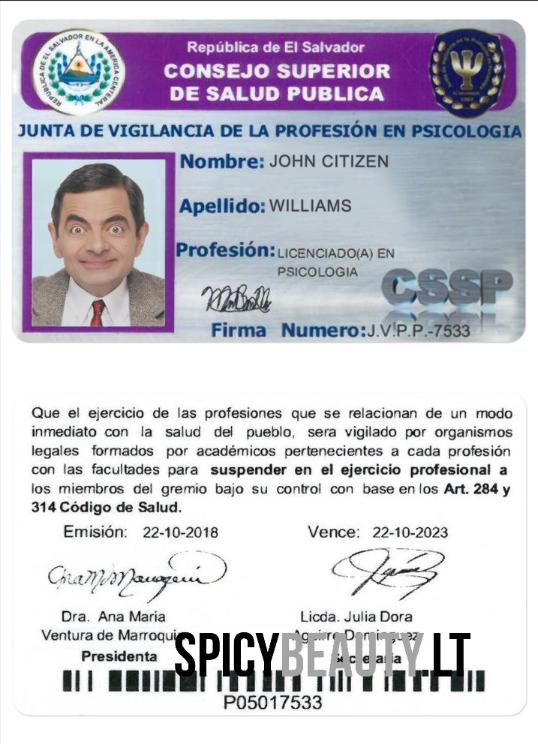 REPÚBLICA DE EL SALVADOR EN LA AMÉRICA CENTRAL
República de El Salvador
CONSEJO SUPERIOR
DE SALUD PUBLICA
JUNTA DE VIGILANCIA DE LA PROFESIÓN EN PSICOLOGIA
Nombre: JOHN CITIZEN
Apellido: WILLIAMS
Profesión: LICENCIADO(A) EN
PSICOLOGIA
CSSP
Firma Numero:J.V.P.P.-7533
Que el ejercicio de las profesiones que se relacionan de un modo
inmediato con la salud del pueblo, sera vigilado por organismos
legales formados por académicos pertenecientes a cada profesión
con las facultades para suspender en el ejercicio profesional a
los miembros del gremio bajo su control con base en los Art. 284 y
314 Código de Salud.
Emisión: 22-10-2018 Vence: 22-10-2023
Dra. Ana Maria Licda. Julia Dora
Ventura de Marroquin Aguirre Dominguez
Presidenta Secretaria
SPICYBEAUTY.LT
P05017533